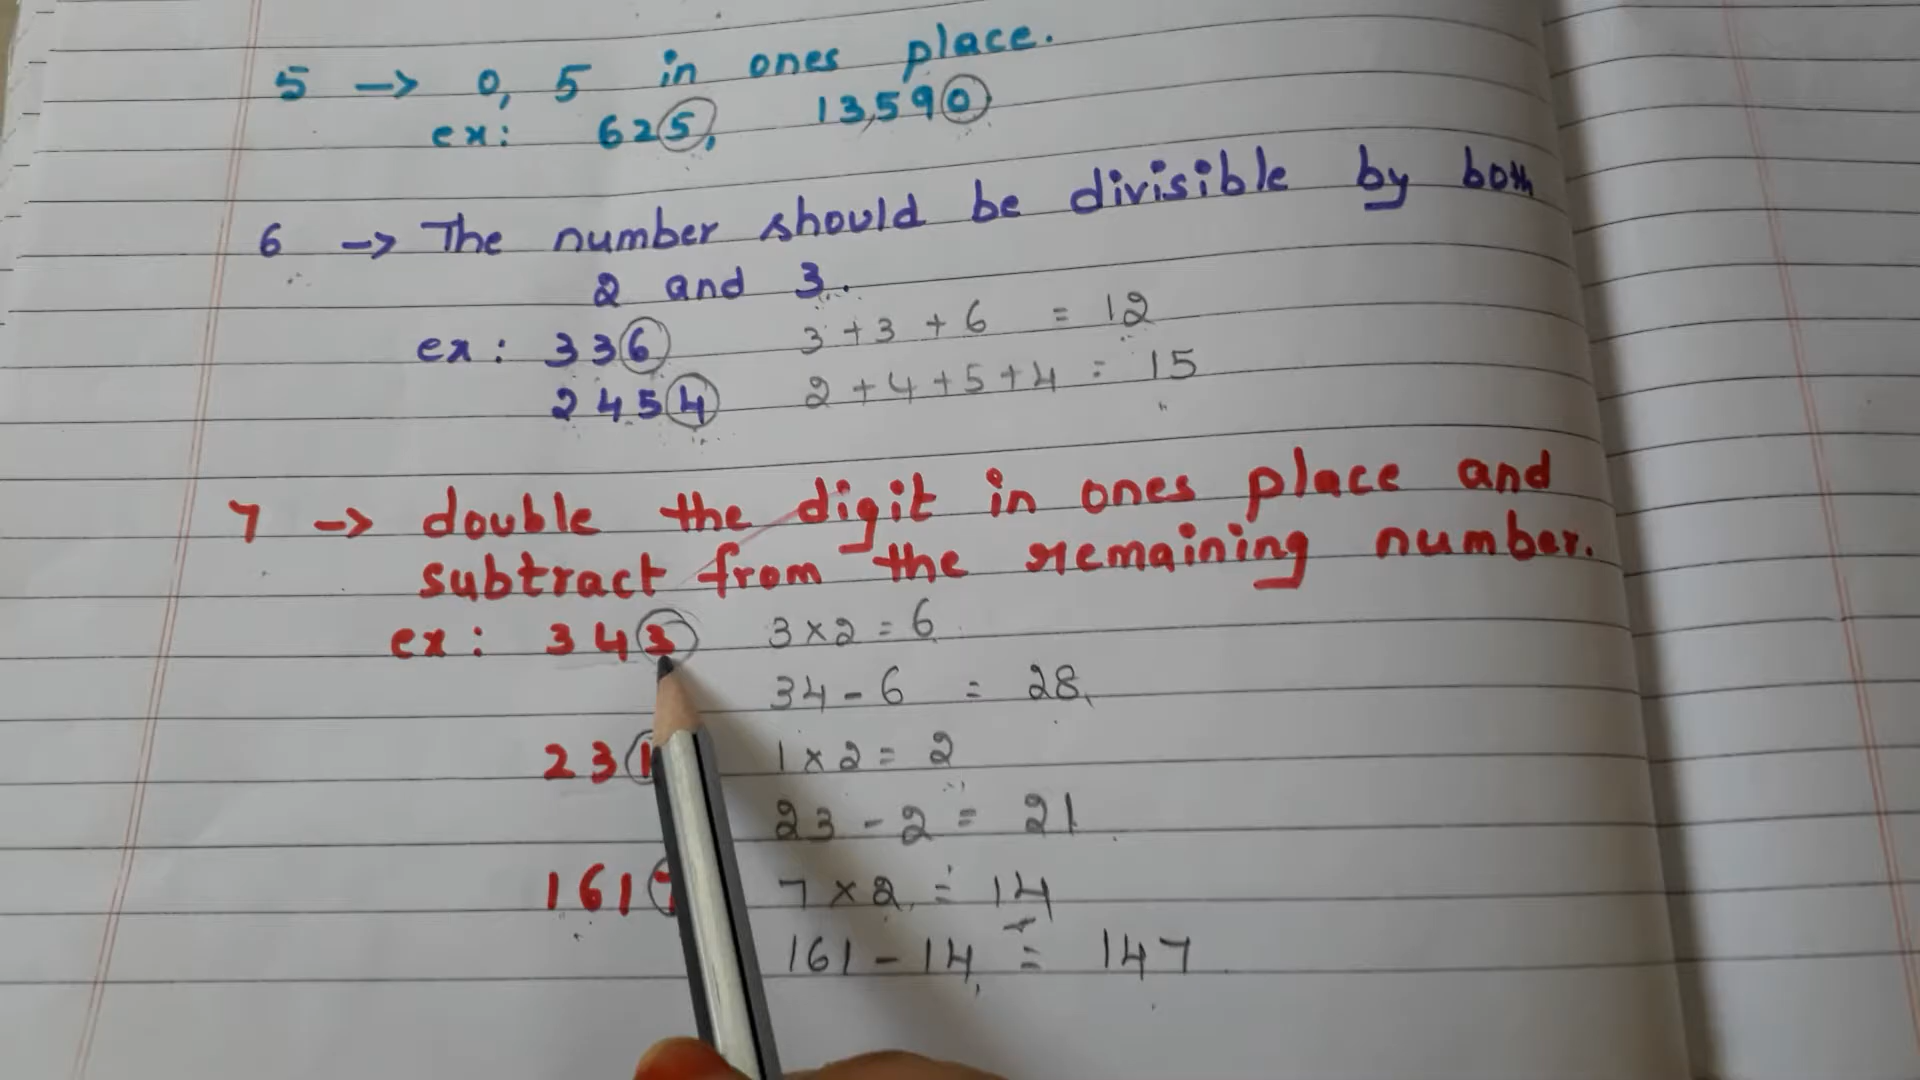 5 -> 0, 5 in ones place.
ex: 625, 13,590
6 -> The number should be divisible by both
2 and 3.
ex: 336 3+3+6 = 12
2454 2+4+5+4 = 15
7 -> double the digit in ones place and
subtract from the remaining number.
ex: 343 3×2=6
34-6 = 28
231 1×2=2
23-2 = 21
161 7×2 = 14
161-14 = 147